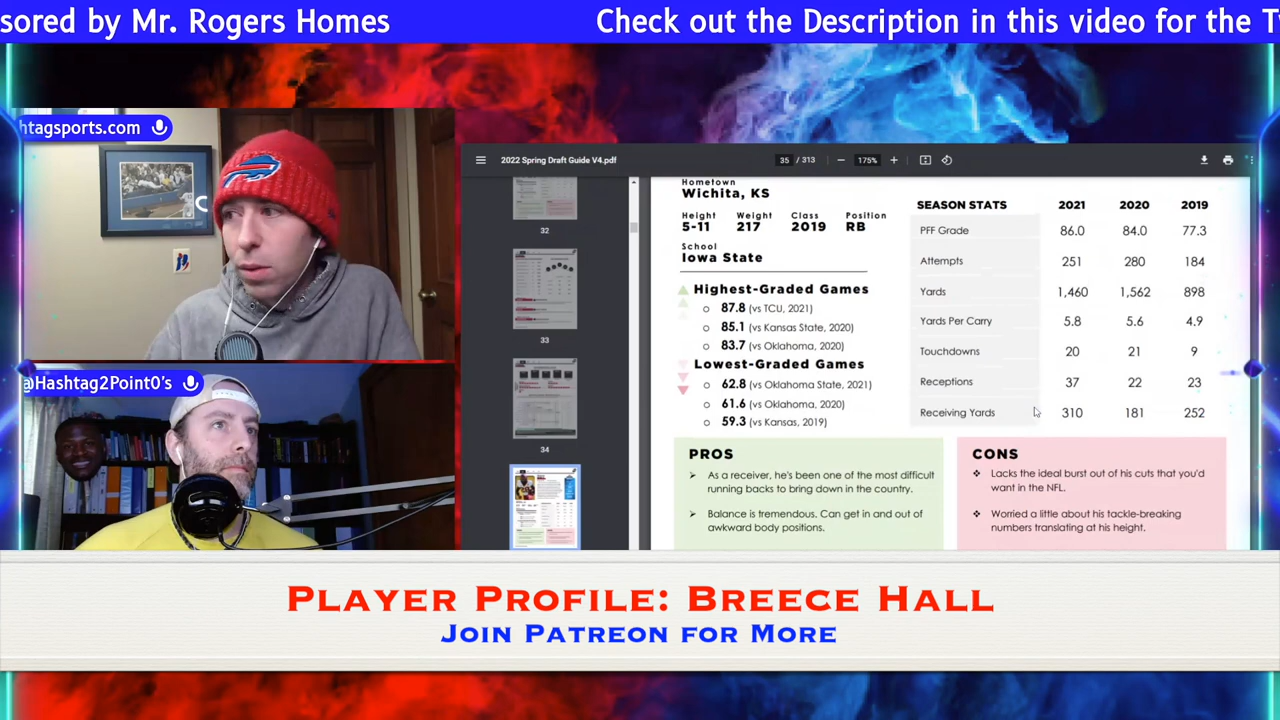 sored by Mr. Rogers Homes
Check out the Description in this video for the T
htagsports.com
C
@Hashtag2Point0's
2022 Spring Draft Guide V4.pdf
35 / 313
175%
32
33
34
Hometown
Wichita, KS
Height Weight Class Position
5-11 217 2019 RB
School
Iowa State
Highest-Graded Games
87.8 (vs TCU, 2021)
85.1 (vs Kansas State, 2020)
83.7 (vs Oklahoma, 2020)
Lowest-Graded Games
62.8 (vs Oklahoma State, 2021)
61.6 (vs Oklahoma, 2020)
59.3 (vs Kansas, 2019)
SEASON STATS 2021 2020 2019
PFF Grade 86.0 84.0 77.3
Attempts 251 280 184
Yards 1,460 1,562 898
Yards Per Carry 5.8 5.6 4.9
Touchdowns 20 21 9
Receptions 37 22 23
Receiving Yards 310 181 252
PROS
As a receiver, he's been one of the most difficult
running backs to bring down in the country.
Balance is tremendous. Can get in and out of
awkward body positions.
CONS
Lacks the ideal burst out of his cuts that you'd
want in the NFL.
Worried a little about his tackle-breaking
numbers translating at his height.
Player Profile: Breece Hall
Join Patreon for More